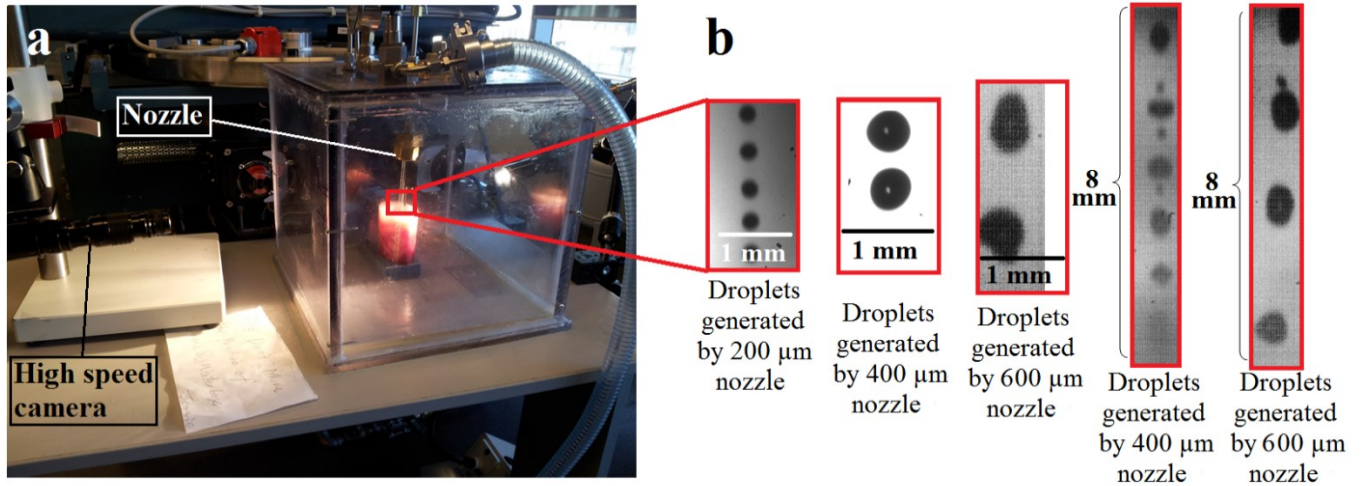 a
Nozzle
High speed
camera
b
1 mm
Droplets
generated
by 200 µm
nozzle
1 mm
Droplets
generated
by 400 µm
nozzle
1 mm
Droplets
generated
by 600 µm
nozzle
8
mm
Droplets
generated
by 400 µm
nozzle
8
mm
Droplets
generated
by 600 µm
nozzle